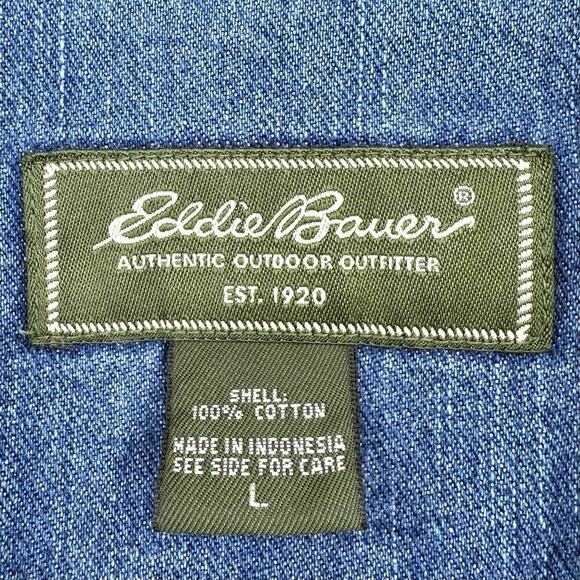 Eddie Bauer®
AUTHENTIC OUTDOOR OUTFITTER
EST. 1920
SHELL:
100% COTTON
MADE IN INDONESIA
SEE SIDE FOR CARE
L